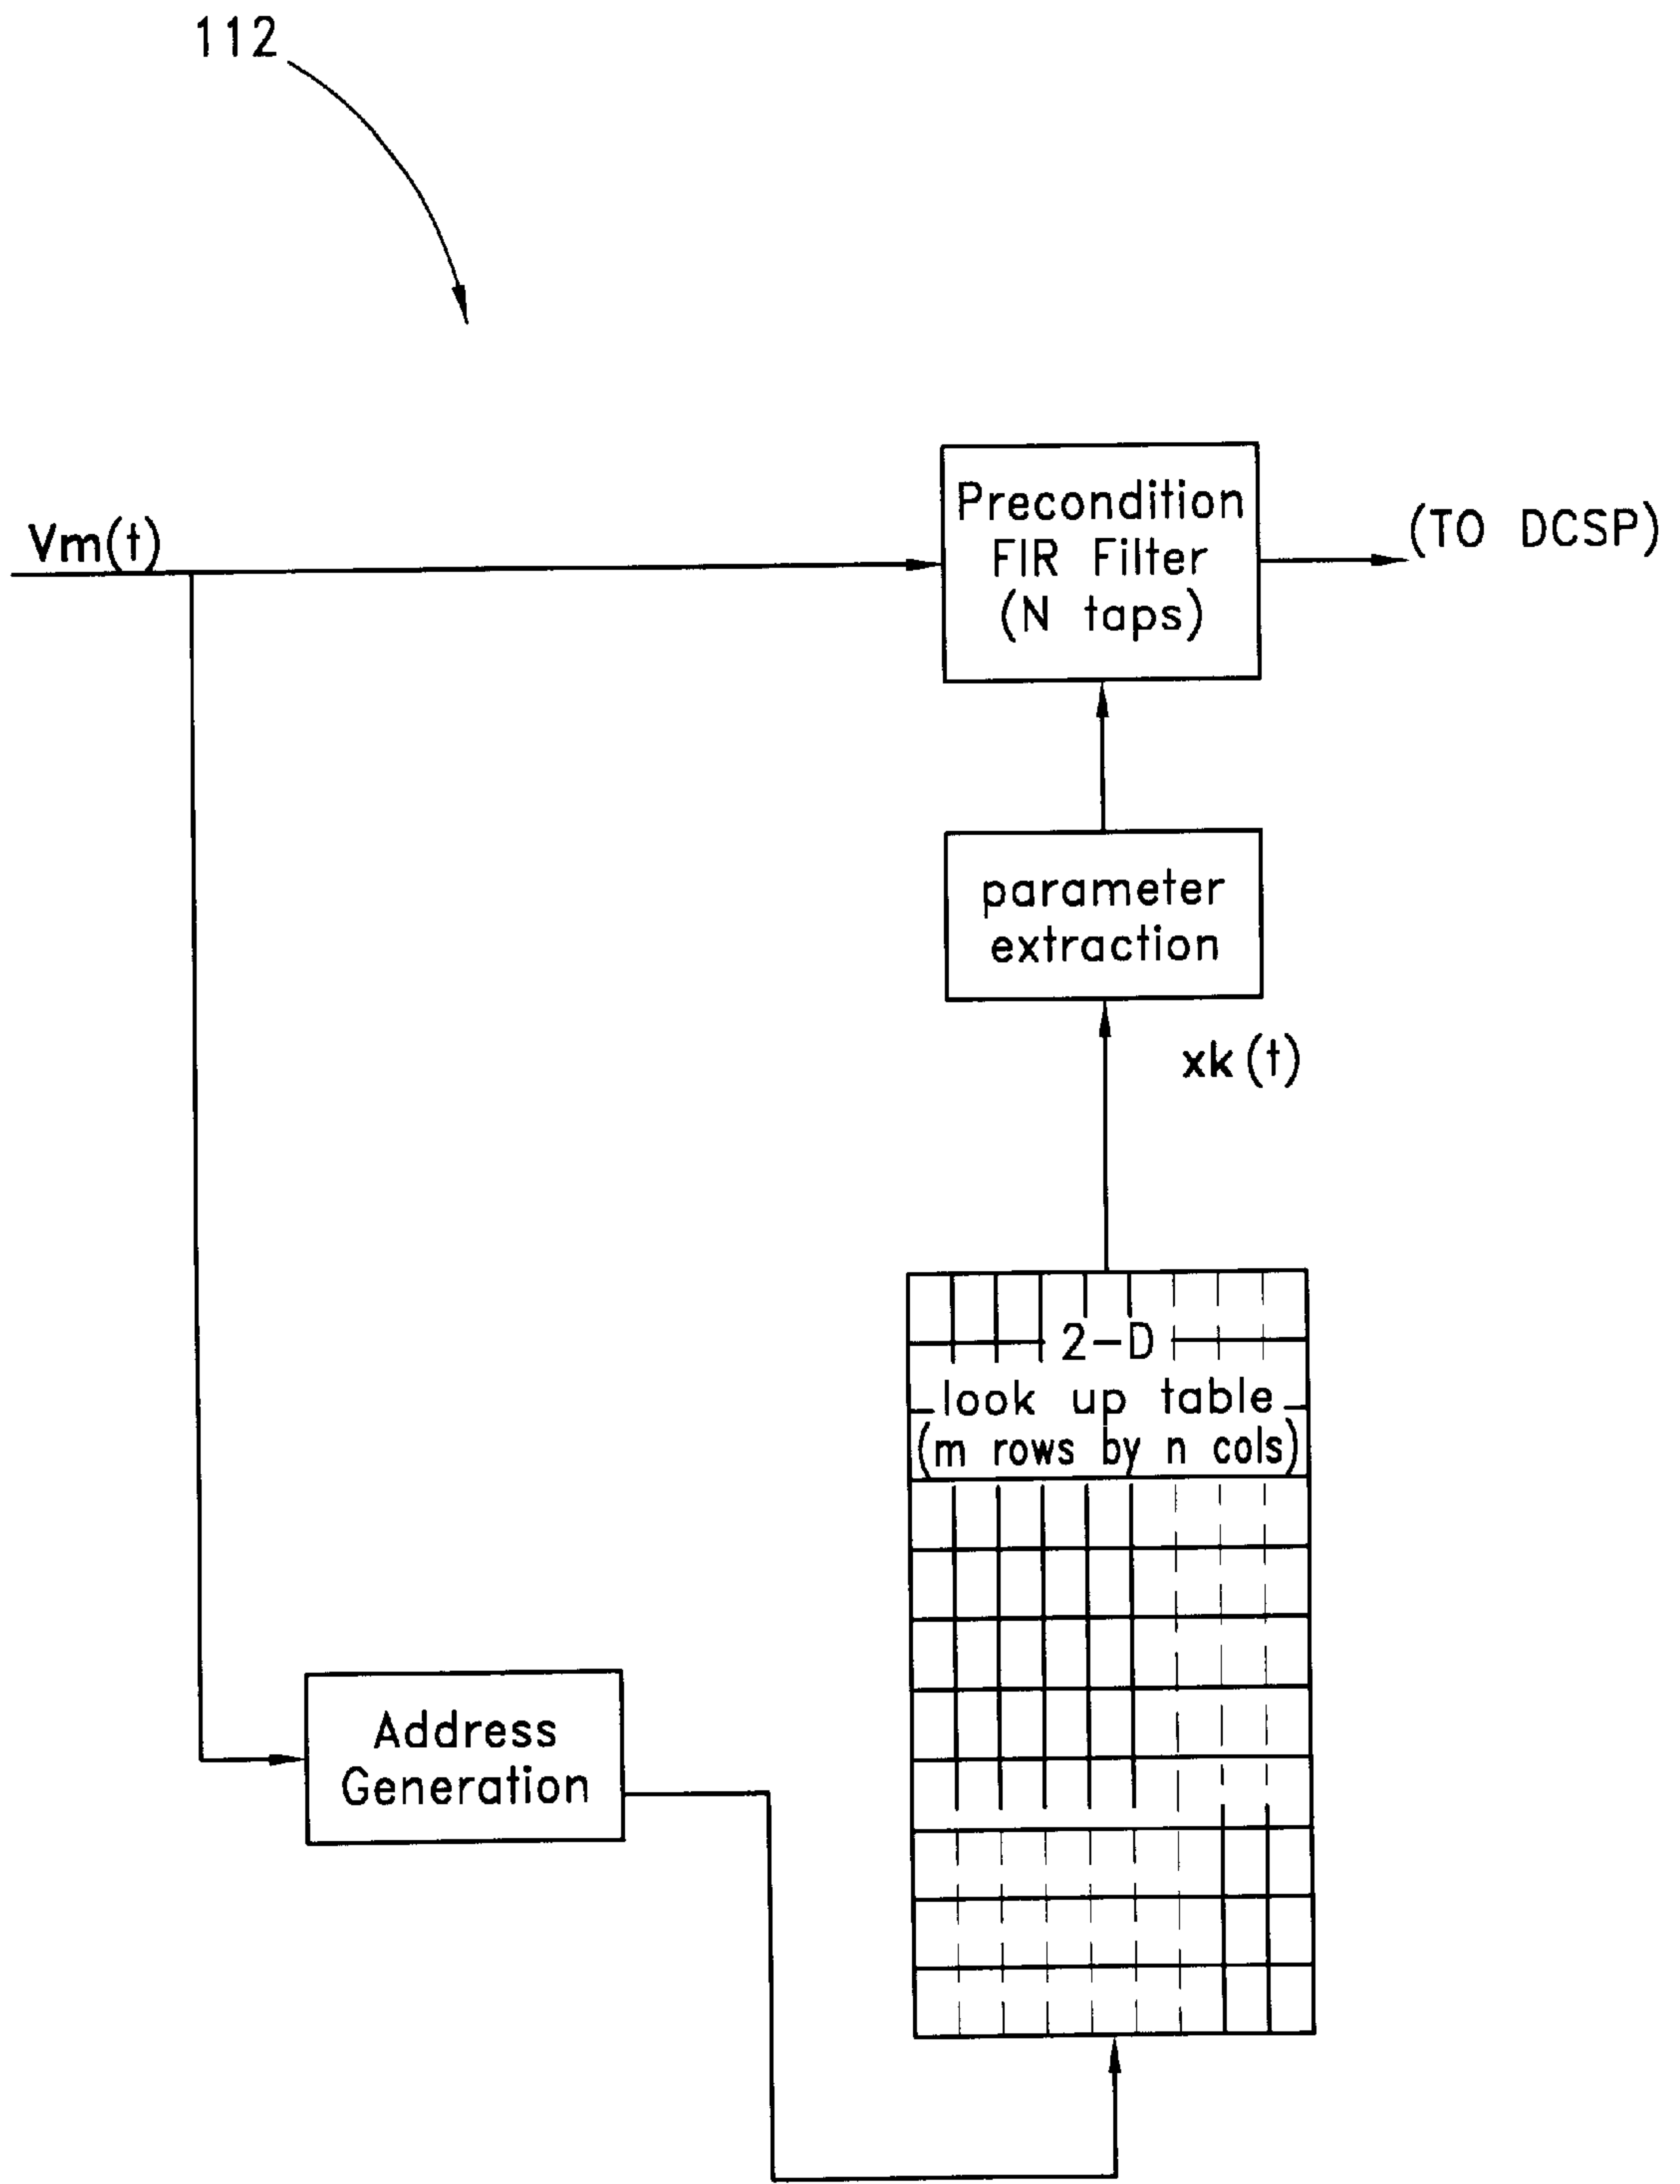 112
Vm(t)
Precondition
FIR Filter
(N taps)
(TO DCSP)
parameter
extraction
xk(t)
2-D
look up table
(m rows by n cols)
Address
Generation